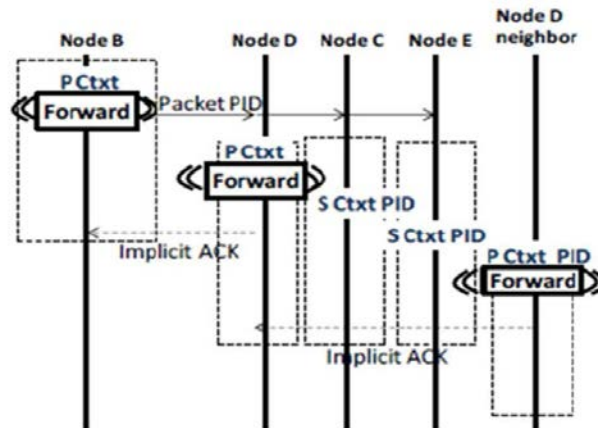 Node B
Node D
Node C
Node E
Node D
neighbor
P Ctxt
Forward
Packet PID
P Ctxt
Forward
S Ctxt PID
Implicit ACK
S Ctxt PID
P Ctxt PID
Forward
Implicit ACK